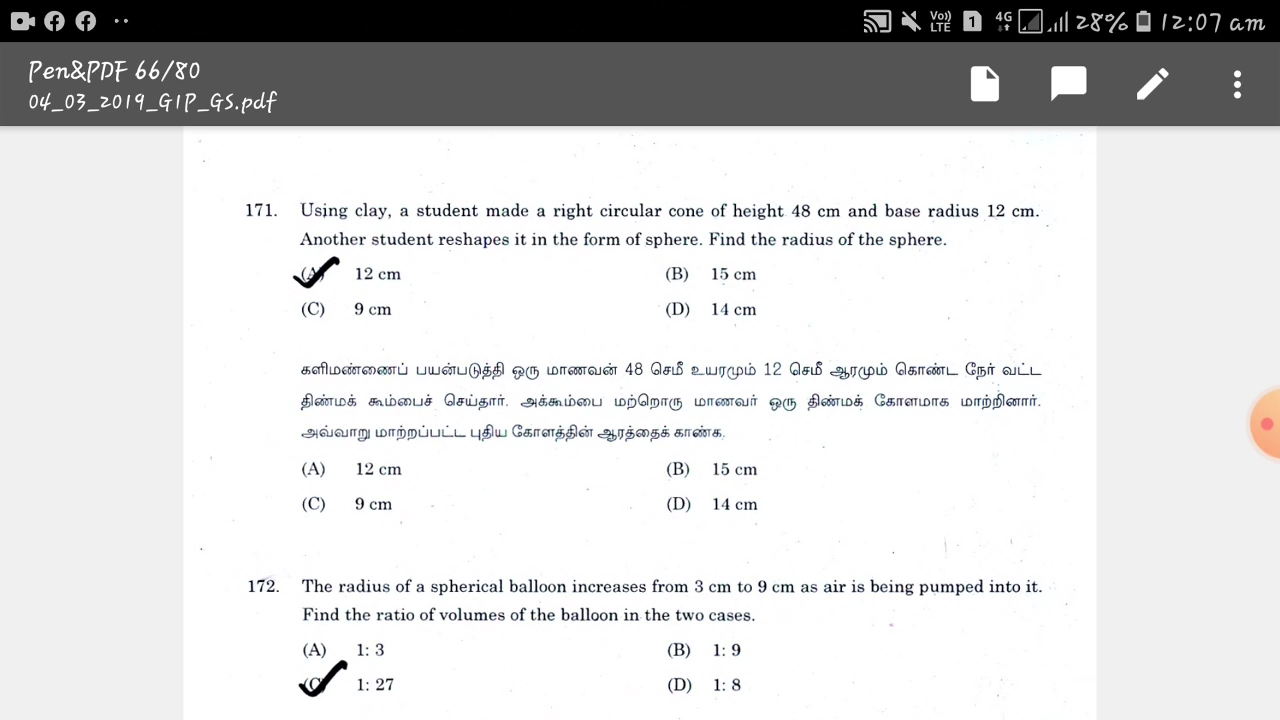 Vo)) LTE 1 4G 28% 12:07 am
Pen&PDF 66/80
04_03_2019_G1P_GS.pdf
171. Using clay, a student made a right circular cone of height 48 cm and base radius 12 cm.
Another student reshapes it in the form of sphere. Find the radius of the sphere.
(A) 12 cm (B) 15 cm
(C) 9 cm (D) 14 cm
களிமண்ணைப் பயன்படுத்தி ஒரு மாணவன் 48 செமீ உயரமும் 12 செமீ ஆரமும் கொண்ட நேர் வட்ட
திண்மக் கூம்பைச் செய்தார். அக்கூம்பை மற்றொரு மாணவர் ஒரு திண்மக் கோளமாக மாற்றினார்.
அவ்வாறு மாற்றப்பட்ட புதிய கோளத்தின் ஆரத்தைக் காண்க.
(A) 12 cm (B) 15 cm
(C) 9 cm (D) 14 cm
172. The radius of a spherical balloon increases from 3 cm to 9 cm as air is being pumped into it.
Find the ratio of volumes of the balloon in the two cases.
(A) 1: 3 (B) 1: 9
(C) 1: 27 (D) 1: 8